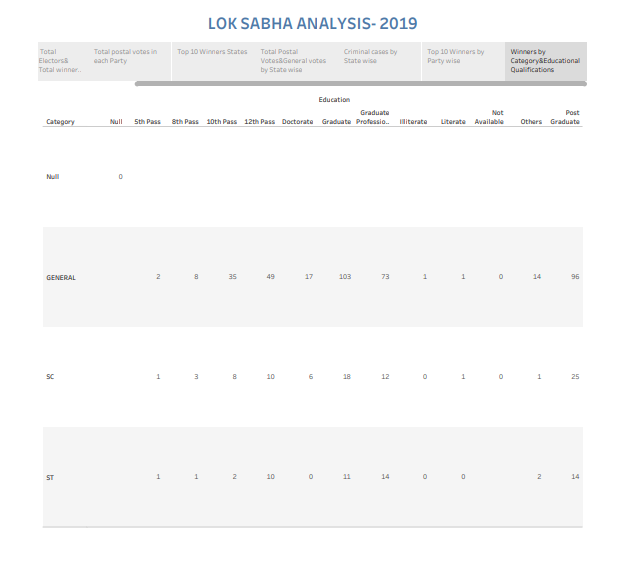 LOK SABHA ANALYSIS- 2019
Total Electors& Total winner..
Total postal votes in each Party
Top 10 Winners States
Total Postal Votes&General votes by State wise
Criminal cases by State wise
Top 10 Winners by Party wise
Winners by Category&Educational Qualifications
Education
Category Null 5th Pass 8th Pass 10th Pass 12th Pass Doctorate Graduate Graduate Professio.. Illiterate Literate Not Available Others Post Graduate
Null 0
GENERAL 2 8 35 49 17 103 73 1 1 0 14 96
SC 1 3 8 10 6 18 12 0 1 0 1 25
ST 1 1 2 10 0 11 14 0 0 2 14